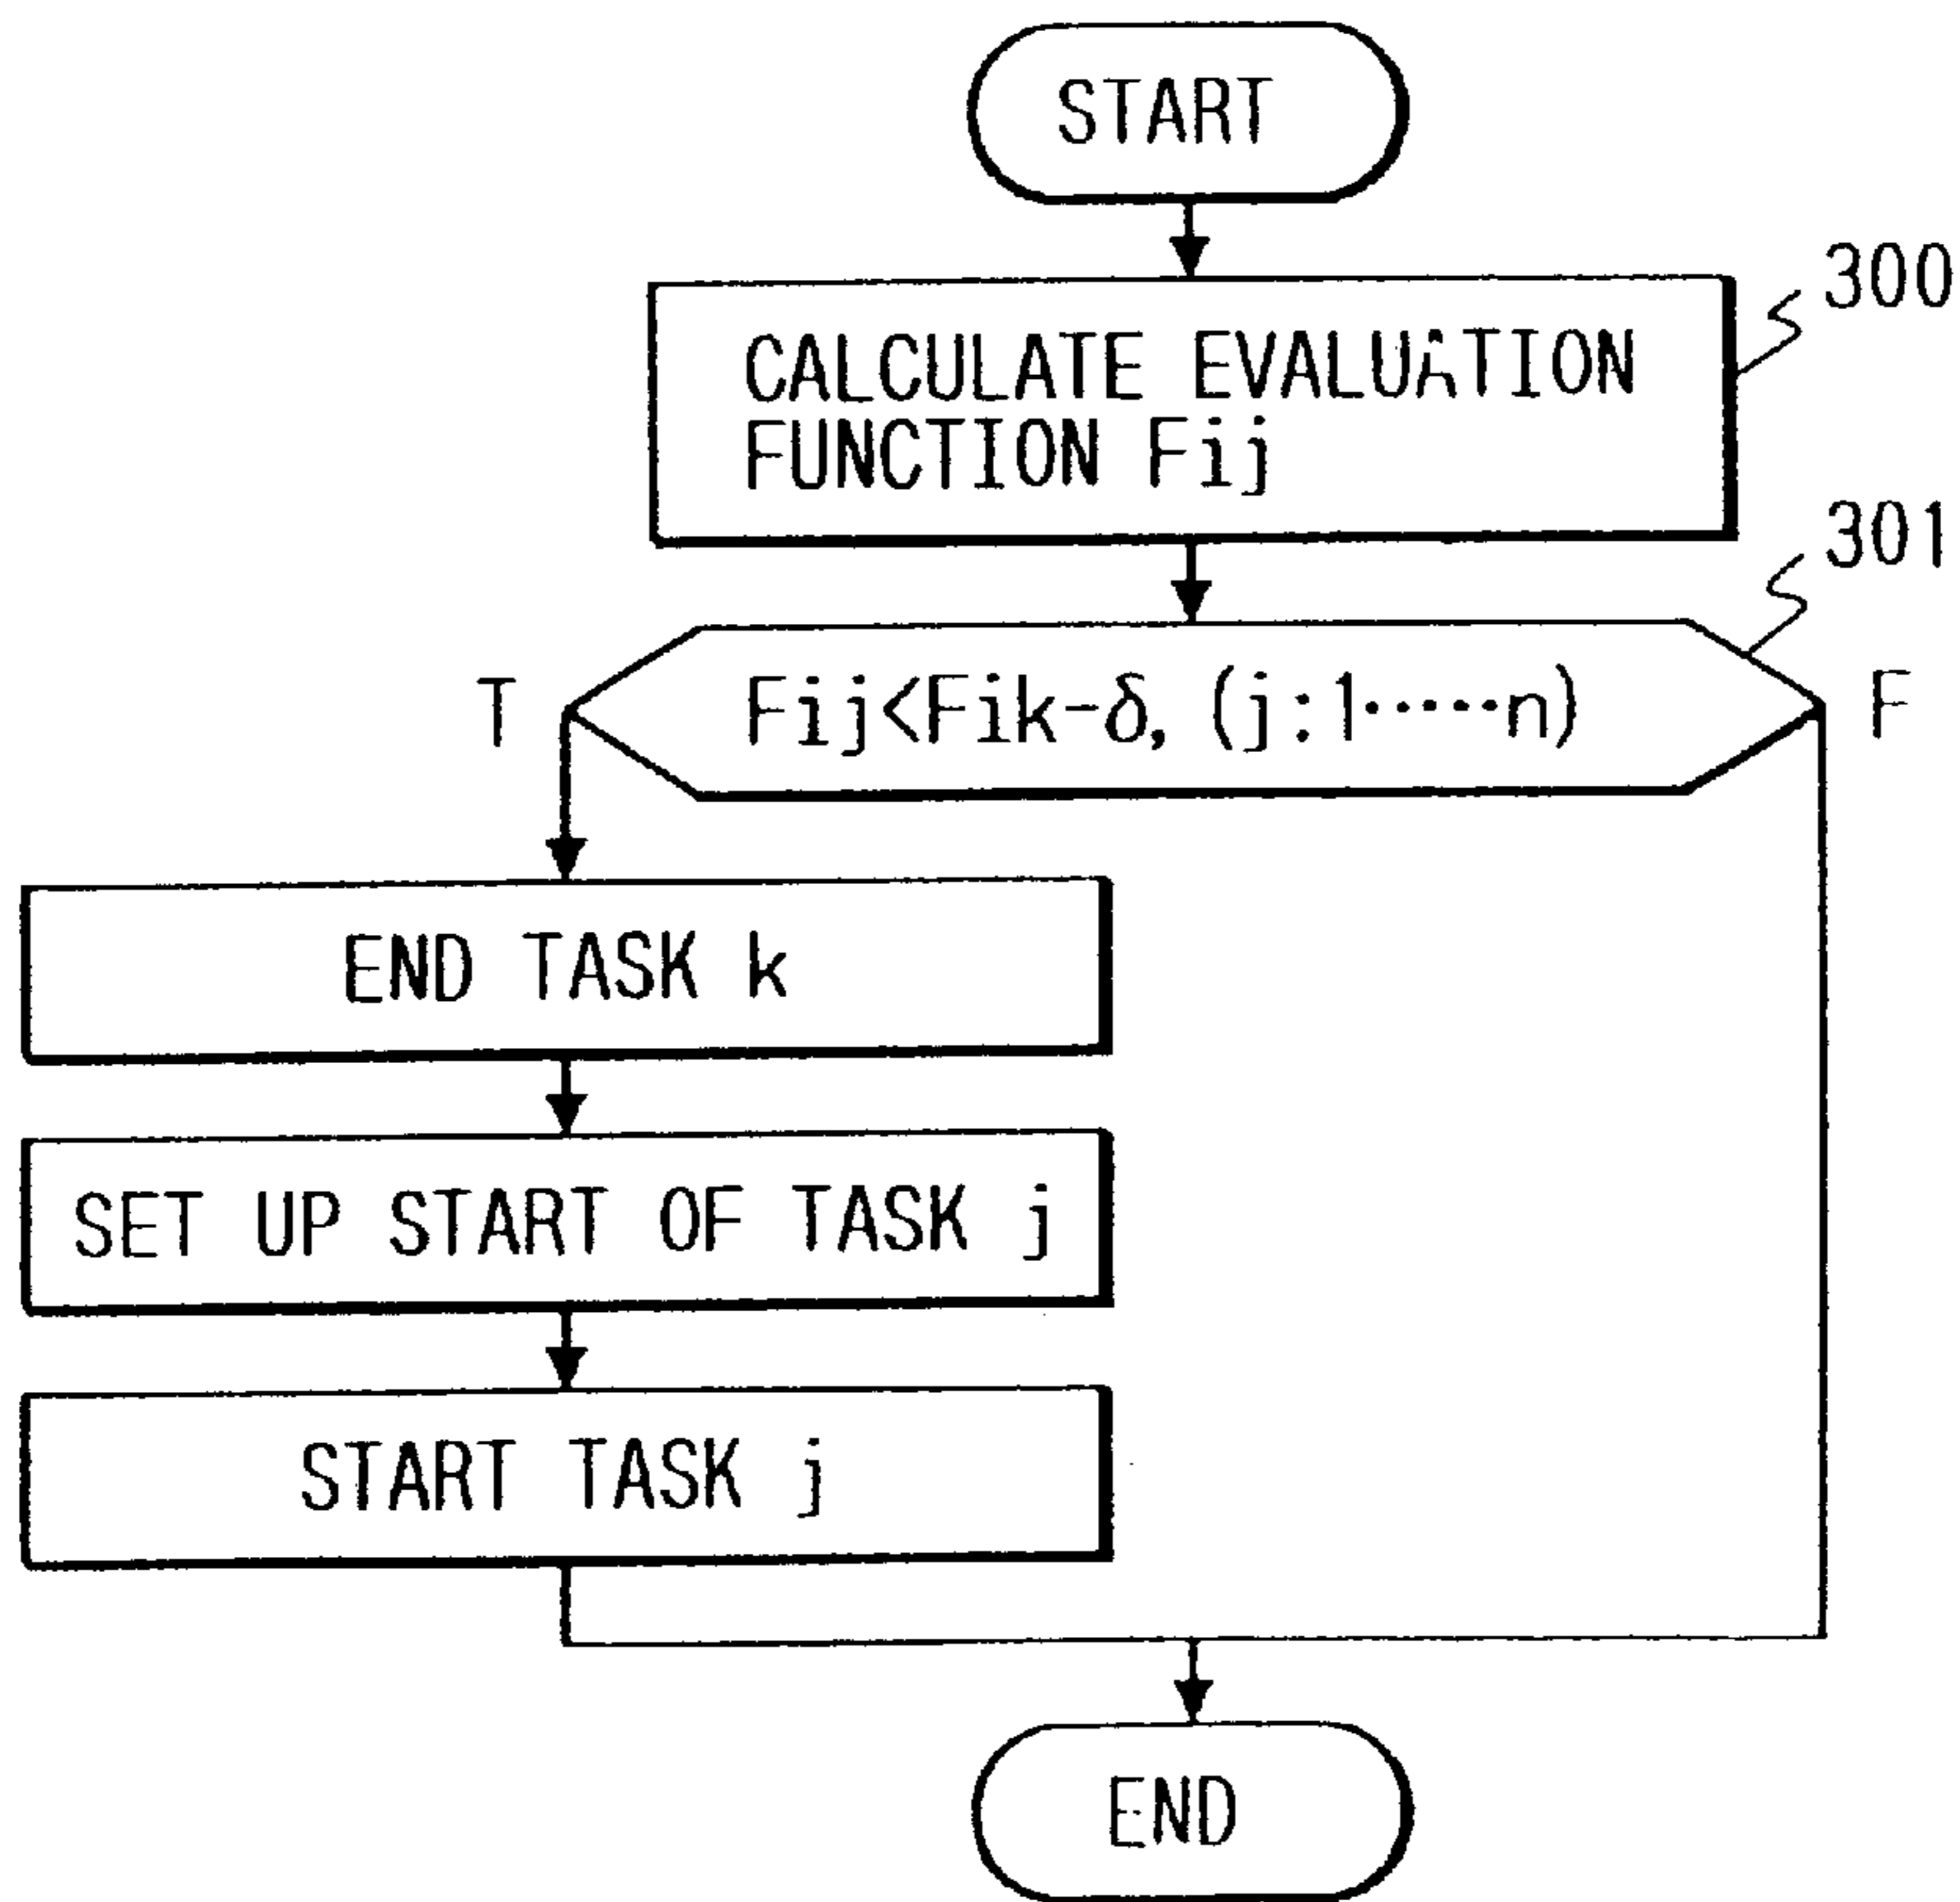 START
300
CALCULATE EVALUATION
FUNCTION Fij
301
T
Fij<Fik-δ, (j:1·····n)
F
END TASK k
SET UP START OF TASK j
START TASK j
END